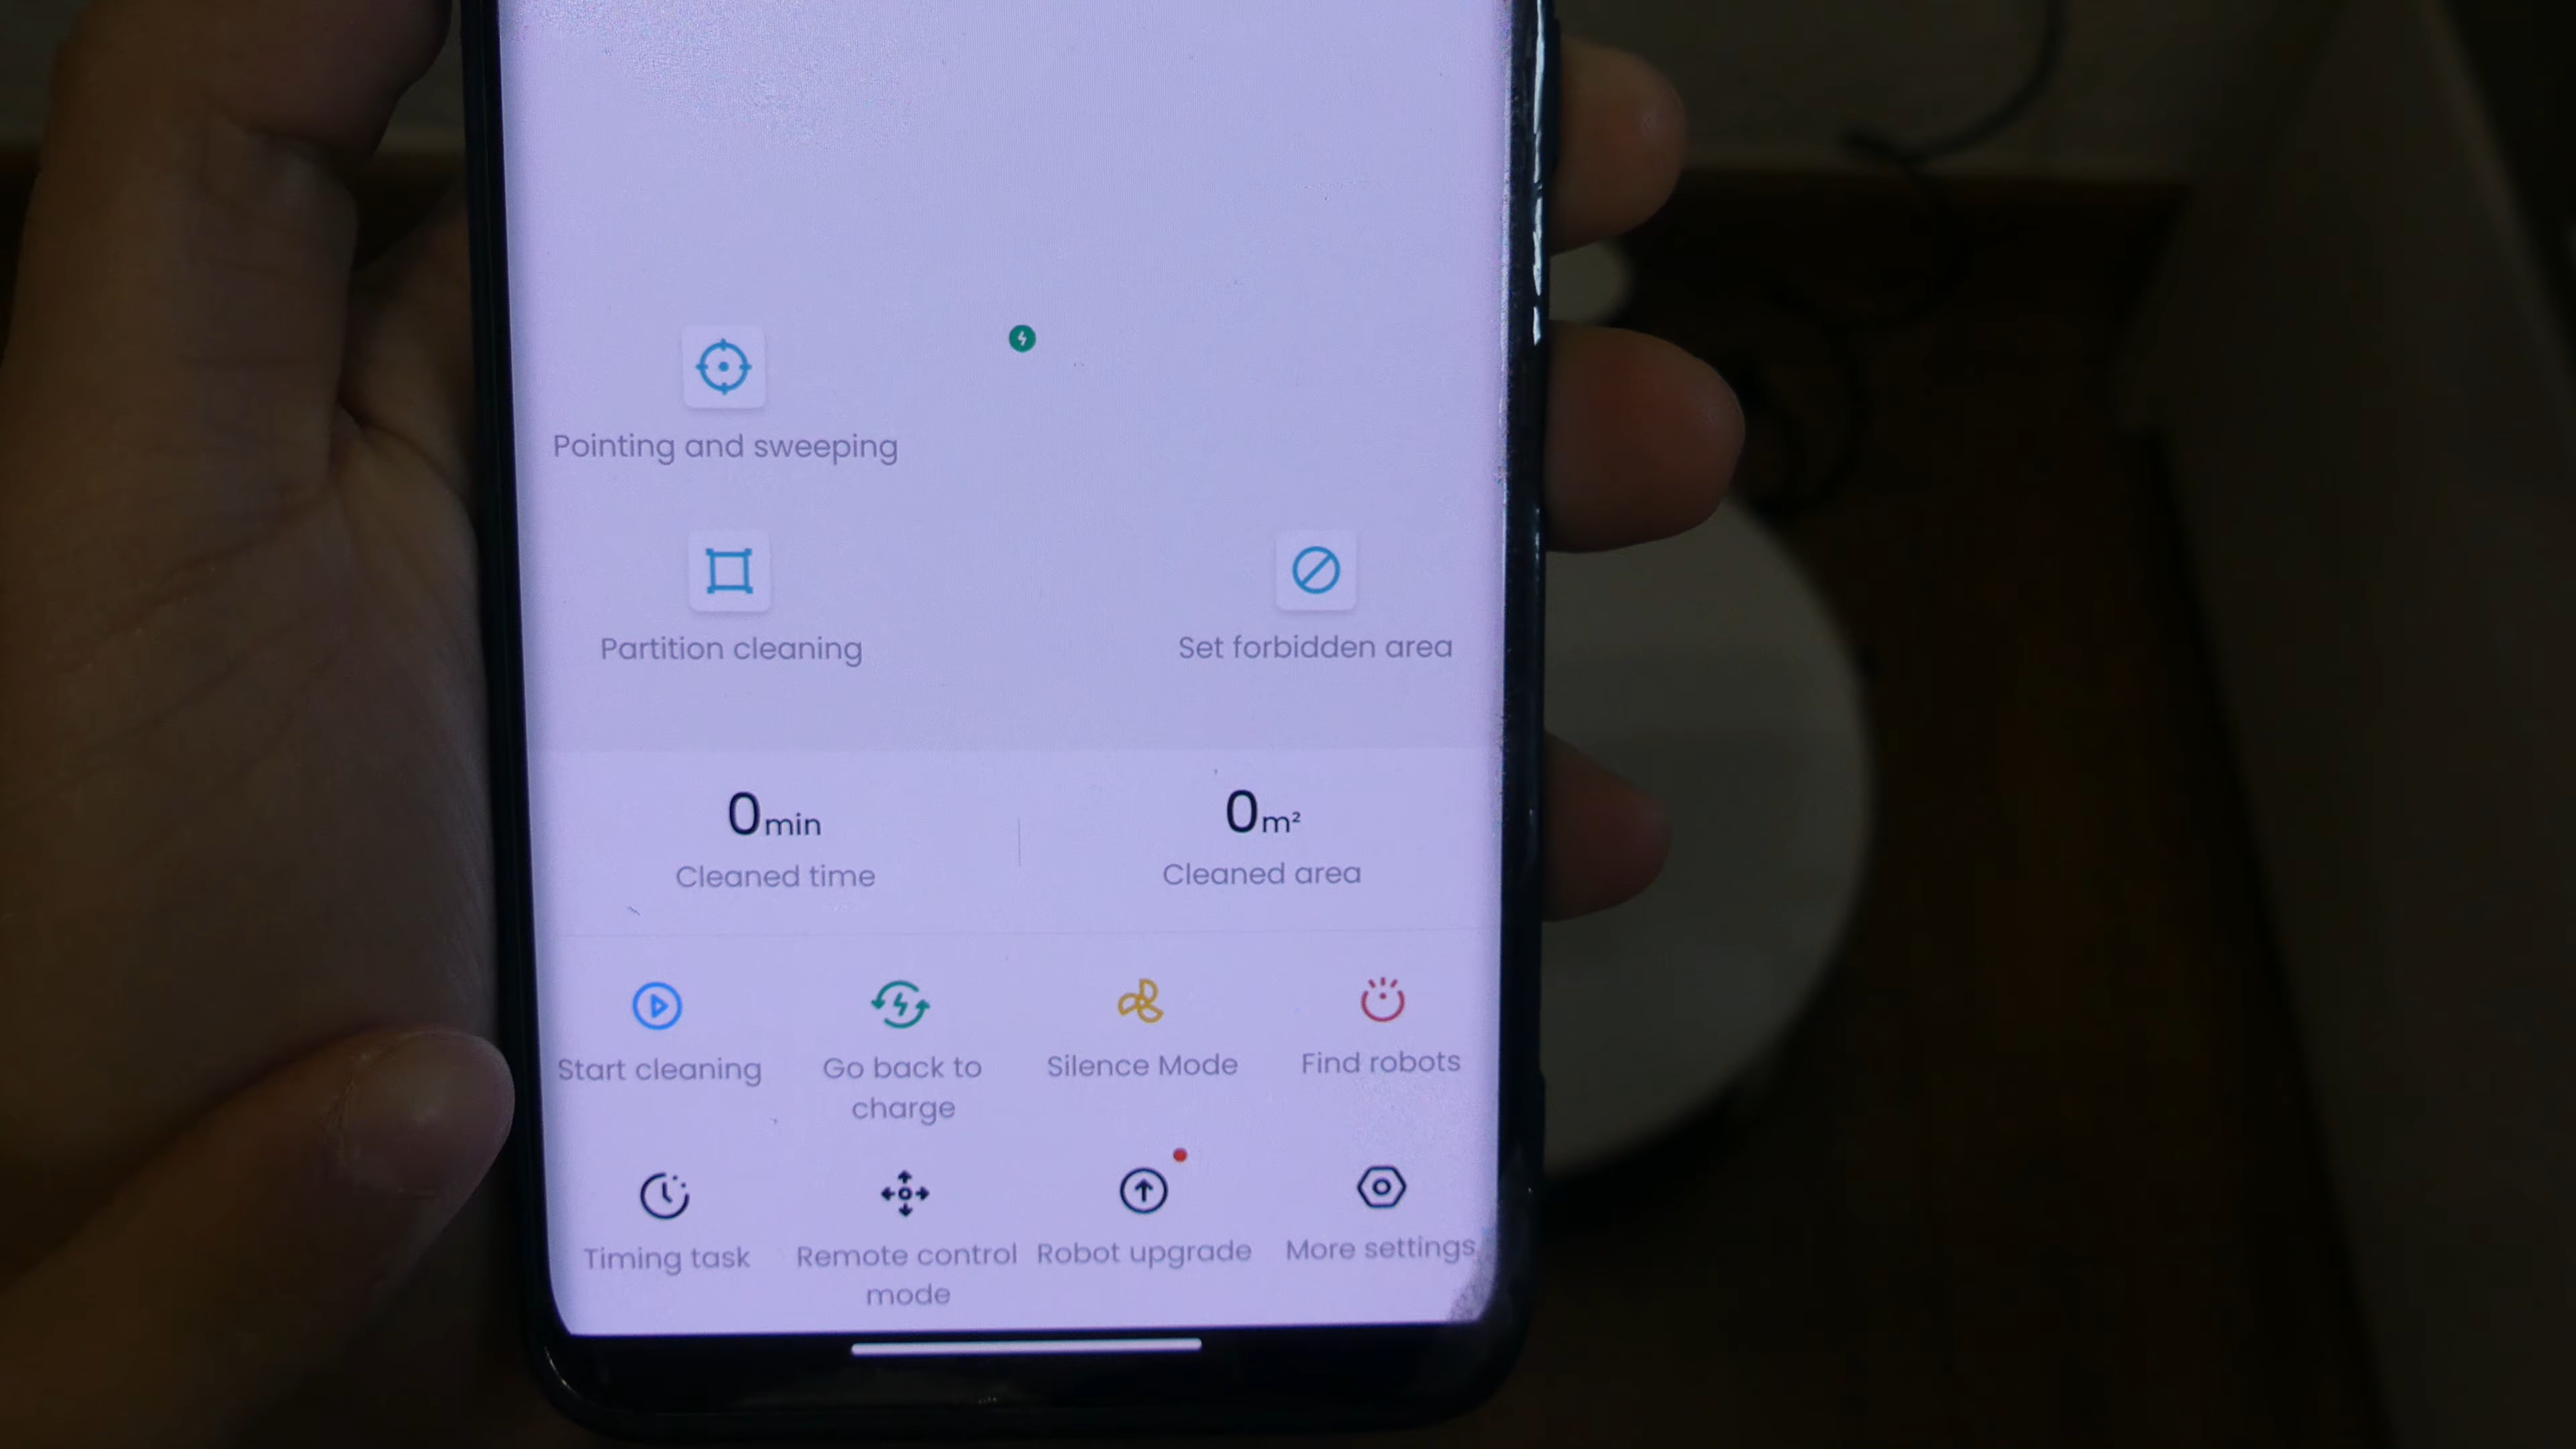 Pointing and sweeping
Partition cleaning
Set forbidden area
0min
0m²
Cleaned time
Cleaned area
Start cleaning
Go back to
charge
Silence Mode
Find robots
Timing task
Remote control
mode
Robot upgrade
More settings